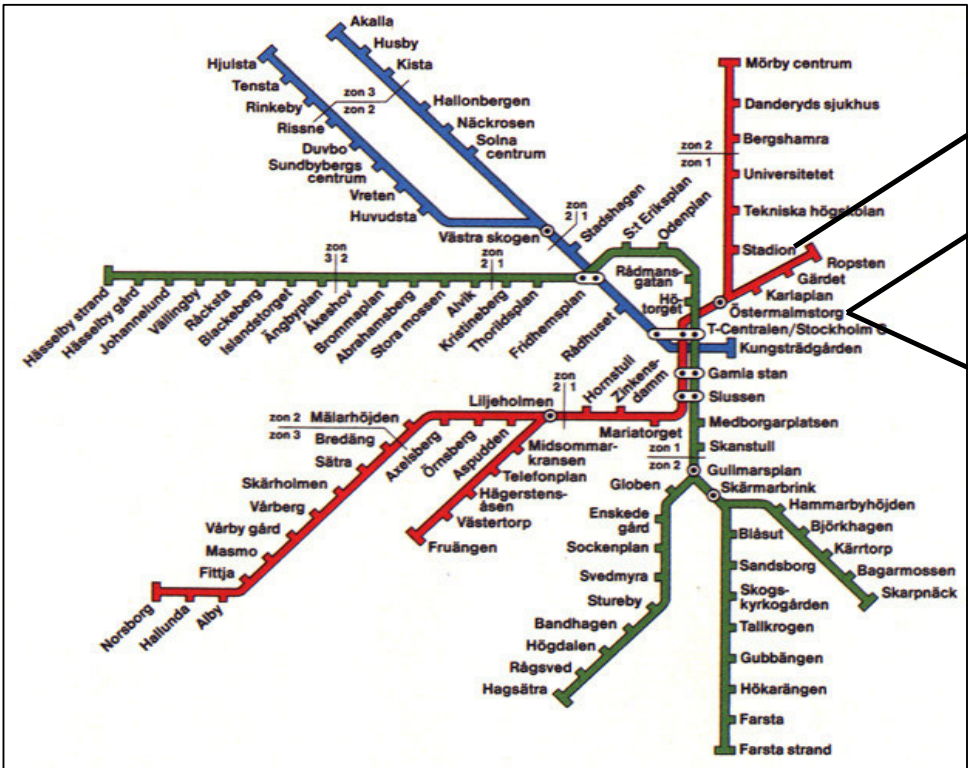 Akalla
Husby
Kista
Hallonbergen
Näckrosen
Solna
centrum
Hjulsta
Tensta
Rinkeby
Rissne
Duvbo
Sundbybergs
centrum
Vreten
Huvudsta
zon 3
zon 2
Västra skogen
zon
2 1
Stadshagen
S:t Eriksplan
Odenplan
Rådmans-
gatan
Hö-
torget
Mörby centrum
Danderyds sjukhus
Bergshamra
zon 2
zon 1
Universitetet
Tekniska högskolan
Stadion
Ropsten
Gärdet
Karlaplan
Östermalmstorg
T-Centralen/Stockholm
Kungsträdgården
Gamla stan
Slussen
zon
3 2
zon
2 1
Hässelby strand
Hässelby gård
Johannelund
Vällingby
Råcksta
Blackeberg
Islandstorget
Ängbyplan
Åkeshov
Brommaplan
Abrahamsberg
Stora mossen
Alvik
Kristineberg
Thorildsplan
Fridhemsplan
Rådhuset
Liljeholmen
zon
2 1
Hornstull
Zinkens-
damm
Mariatorget
zon 2
zon 3
Mälarhöjden
Bredäng
Sätra
Skärholmen
Vårberg
Vårby gård
Masmo
Fittja
Norsborg
Hallunda
Alby
Axelsberg
Örnsberg
Aspudden
Midsommar-
kransen
Telefonplan
Hägerstens-
åsen
Västertorp
Fruängen
Medborgarplatsen
Skanstull
zon 1
zon 2
Gullmarsplan
Skärmarbrink
Globen
Enskede
gård
Sockenplan
Svedmyra
Stureby
Bandhagen
Högdalen
Rågsved
Hagsätra
Hammarbyhöjden
Björkhagen
Kärrtorp
Bagarmossen
Skarpnäck
Blåsut
Sandsborg
Skogs-
kyrkogården
Tallkrogen
Gubbängen
Hökarängen
Farsta
Farsta strand